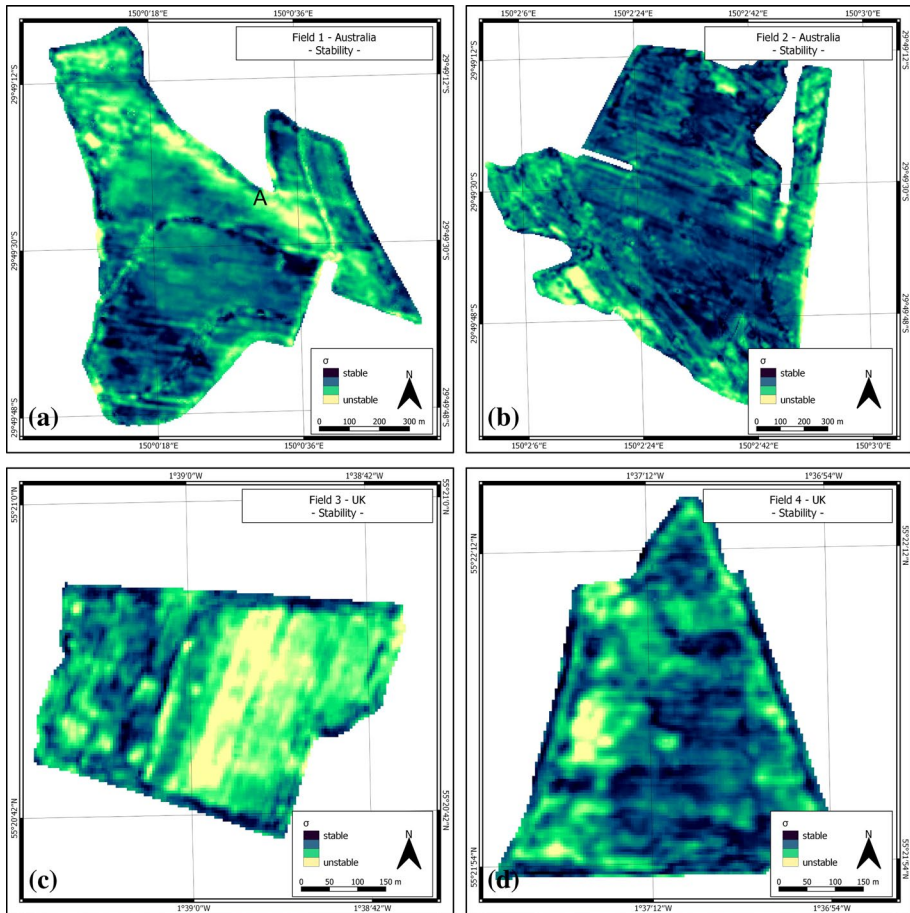 150°0'18"E 150°0'36"E
Field 1 - Australia
- Stability -
29°49'12"S 29°49'12"S
A
29°49'30"S 29°49'30"S
29°49'48"S 29°49'48"S
σ
stable
unstable
N
0 100 200 300 m
(a)
150°0'18"E 150°0'36"E
150°2'6"E 150°2'24"E 150°2'42"E 150°3'0"E
Field 2 - Australia
- Stability -
29°49'12"S 29°49'12"S
29°49'30"S 29°49'30"S
29°49'48"S 29°49'48"S
σ
stable
unstable
N
0 100 200 300 m
(b)
150°2'6"E 150°2'24"E 150°2'42"E 150°3'0"E
1°39'0"W 1°38'42"W
Field 3 - UK
- Stability -
55°21'0"N 55°21'0"N
55°20'42"N 55°20'42"N
σ
stable
unstable
N
0 50 100 150 m
(c)
1°39'0"W 1°38'42"W
1°37'12"W 1°36'54"W
Field 4 - UK
- Stability -
55°22'12"N 55°22'12"N
55°21'54"N 55°21'54"N
σ
stable
unstable
N
0 50 100 150 m
(d)
1°37'12"W 1°36'54"W